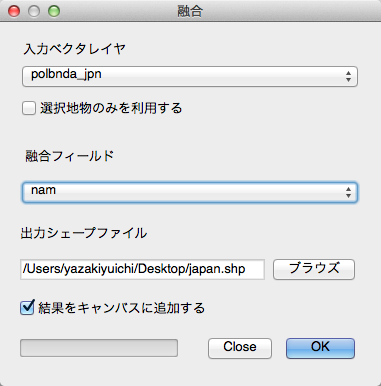 融合
入力ベクタレイヤ
polbnda_jpn
選択地物のみを利用する
融合フィールド
nam
出力シェープファイル
/Users/yazakiyuichi/Desktop/japan.shp
ブラウズ
結果をキャンバスに追加する
Close
OK